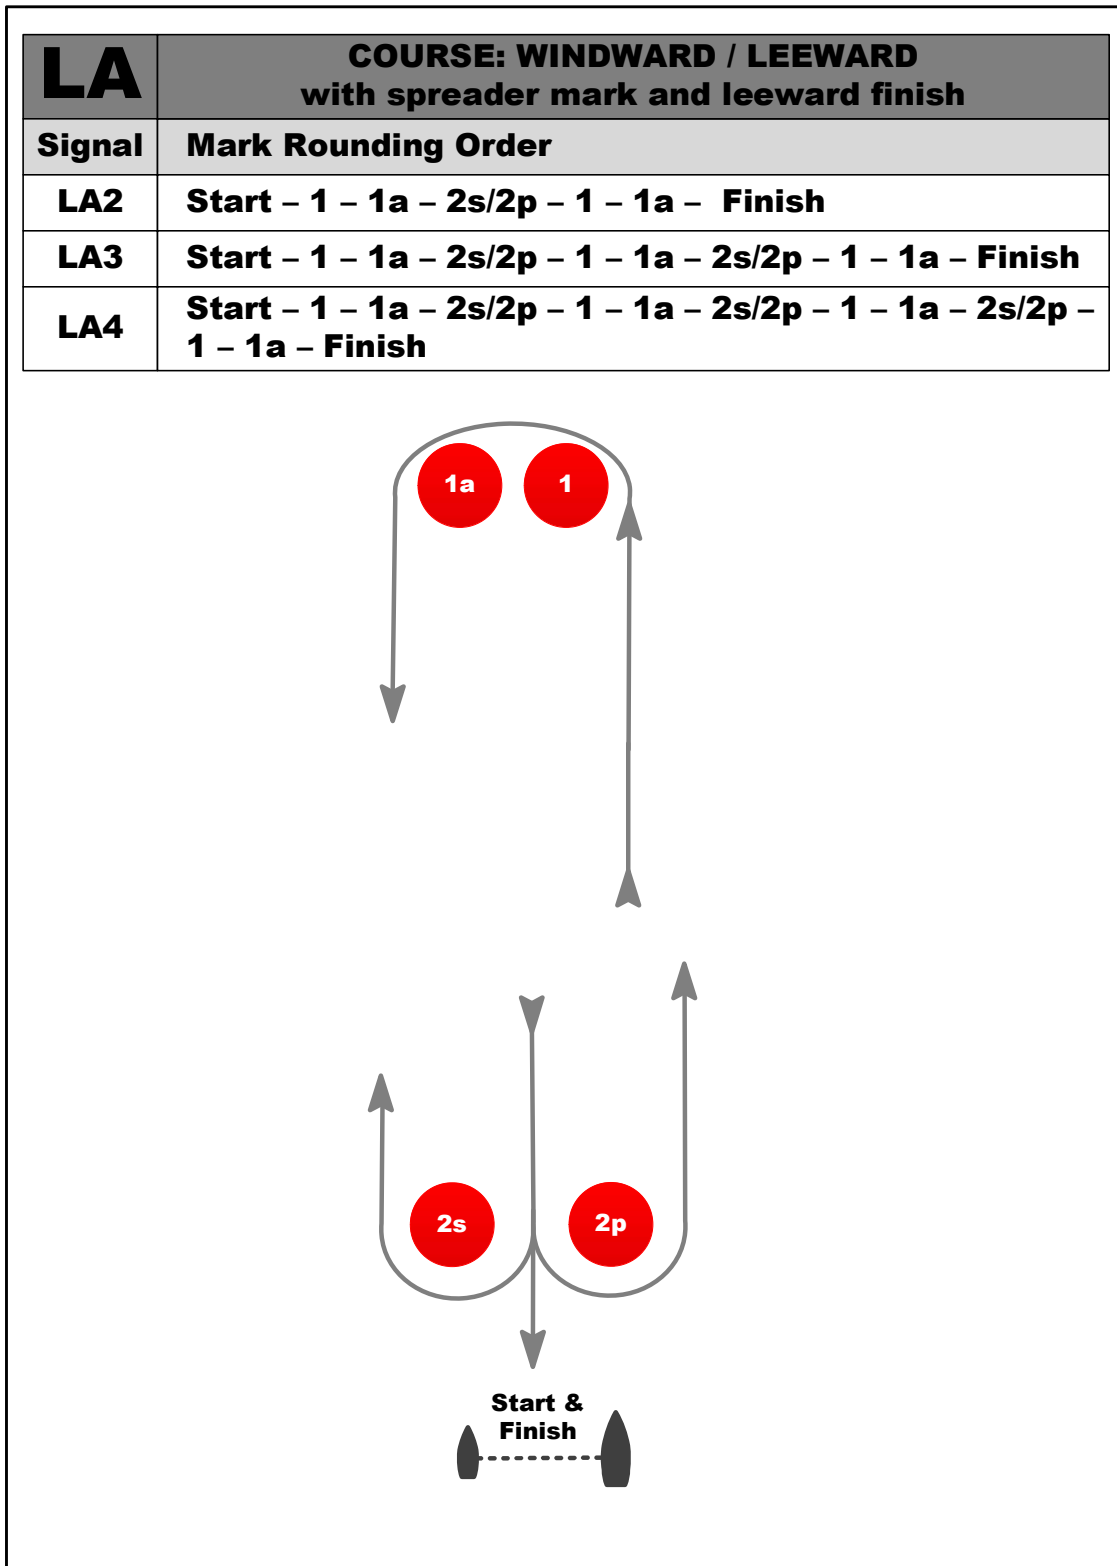 LA
COURSE: WINDWARD / LEEWARD
with spreader mark and leeward finish
Signal
Mark Rounding Order
LA2
Start – 1 – 1a – 2s/2p – 1 – 1a – Finish
LA3
Start – 1 – 1a – 2s/2p – 1 – 1a – 2s/2p – 1 – 1a – Finish
LA4
Start – 1 – 1a – 2s/2p – 1 – 1a – 2s/2p – 1 – 1a – 2s/2p –
1 – 1a – Finish
1a
1
2s
2p
Start &
Finish